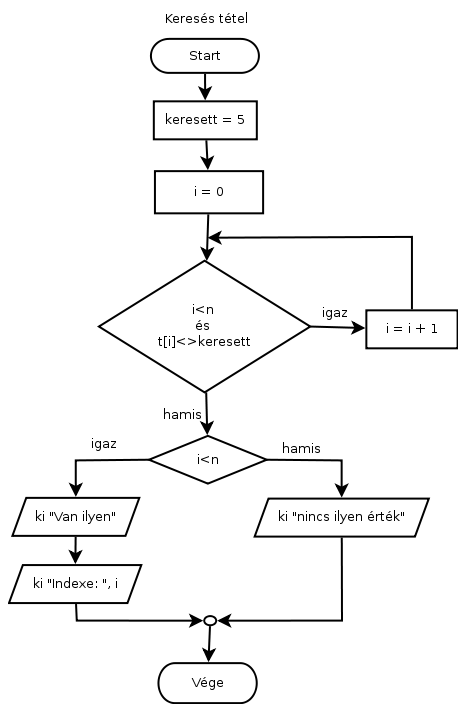 Keresés tétel
Start
keresett = 5
i = 0
i<n
és
t[i]<>keresett
igaz
i = i + 1
hamis
i<n
igaz
hamis
ki "Van ilyen"
ki "nincs ilyen érték"
ki "Indexe: ", i
Vége